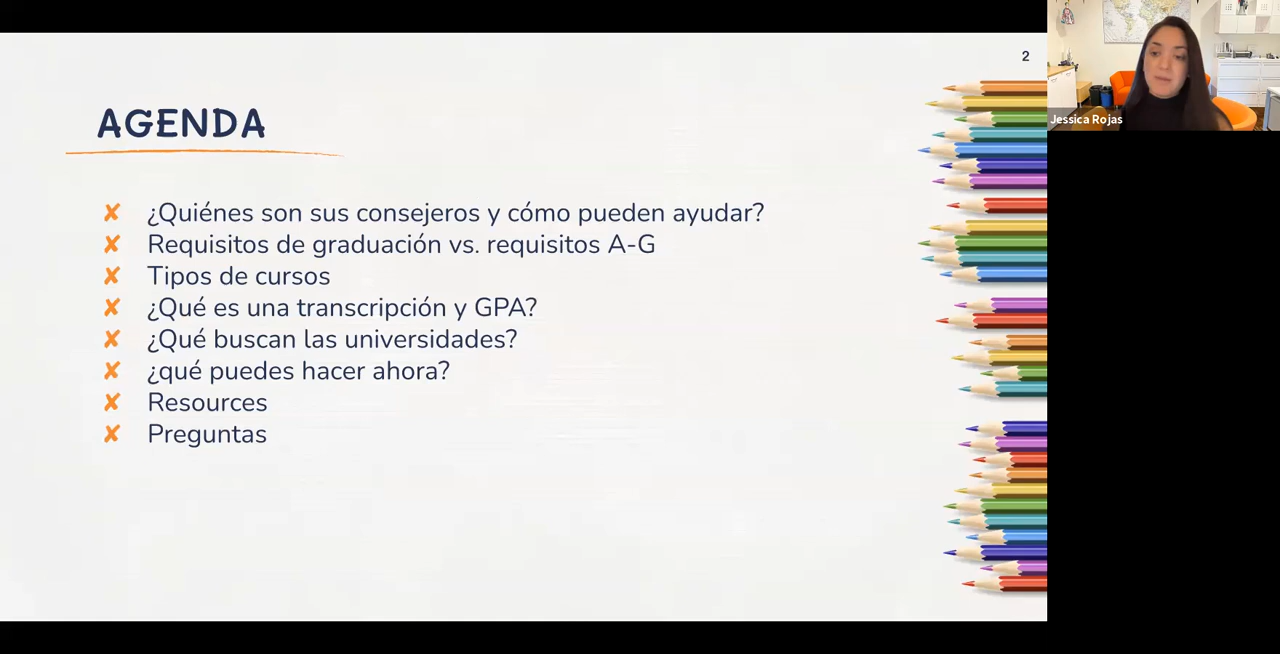 2
AGENDA
✘ ¿Quiénes son sus consejeros y cómo pueden ayudar?
✘ Requisitos de graduación vs. requisitos A-G
✘ Tipos de cursos
✘ ¿Qué es una transcripción y GPA?
✘ ¿Qué buscan las universidades?
✘ ¿qué puedes hacer ahora?
✘ Resources
✘ Preguntas
Jessica Rojas